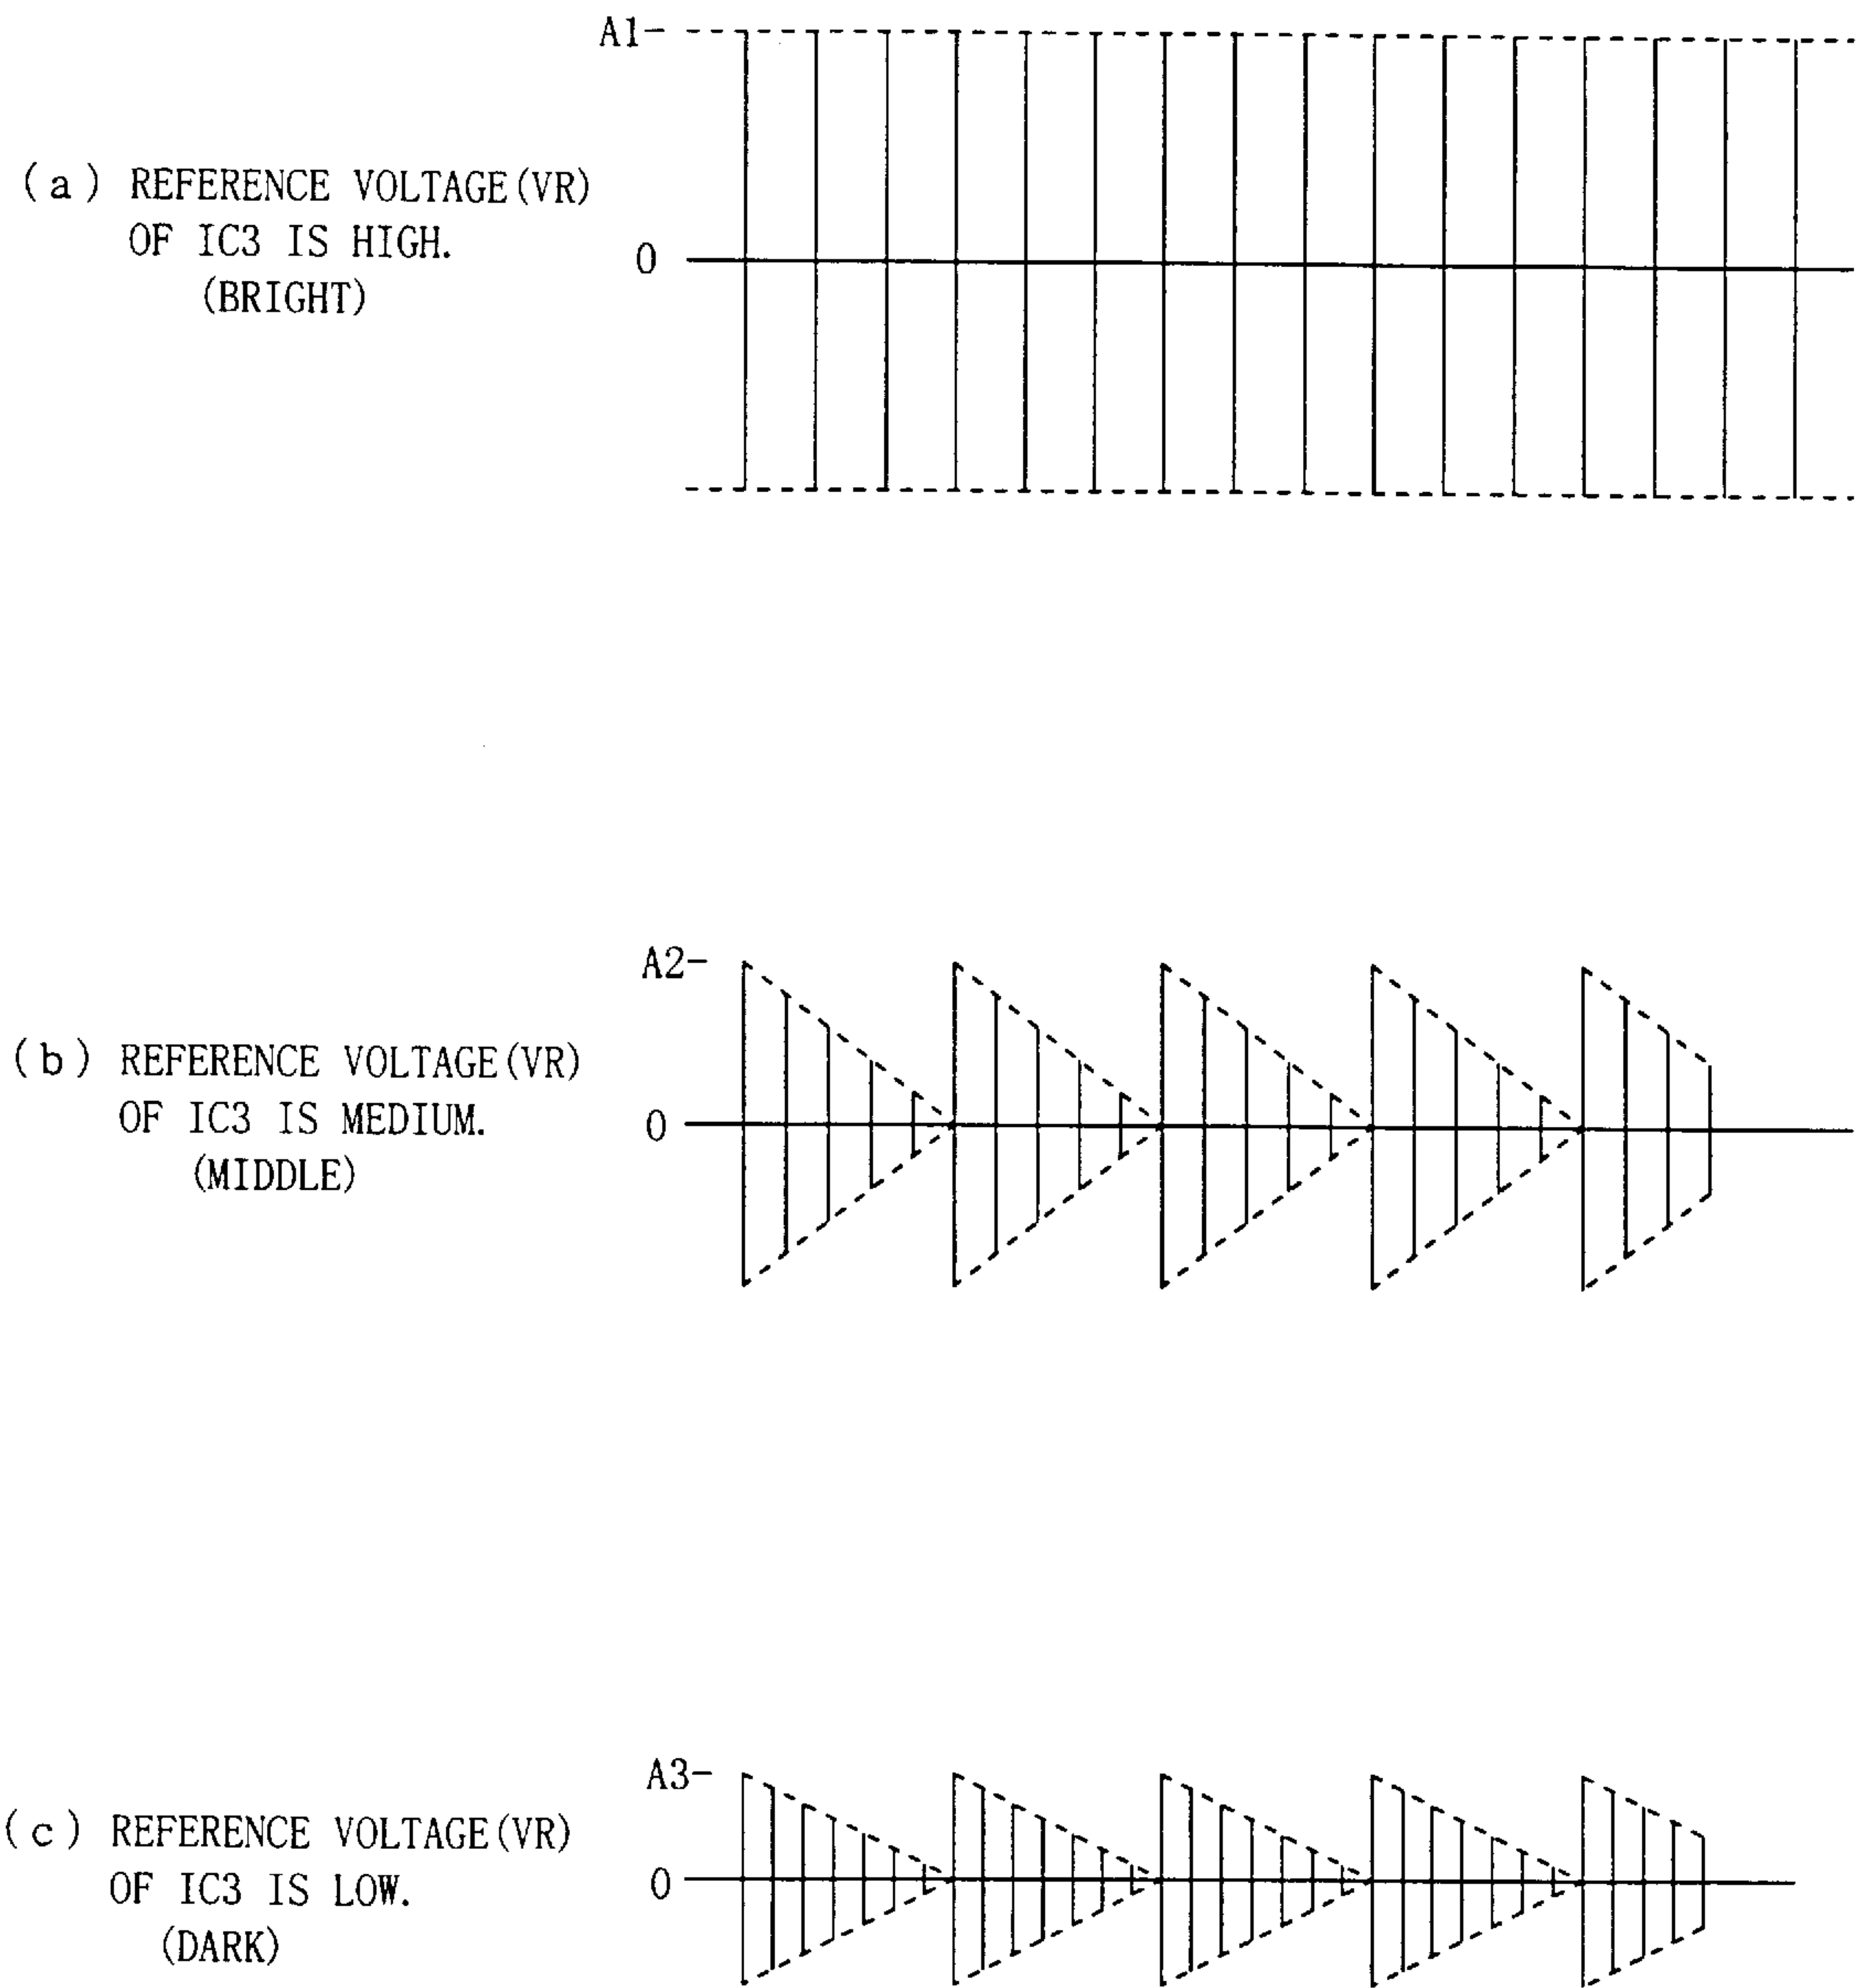 A1-
(a) REFERENCE VOLTAGE(VR)
OF IC3 IS HIGH.
(BRIGHT)
0
A2-
(b) REFERENCE VOLTAGE(VR)
OF IC3 IS MEDIUM.
(MIDDLE)
0
A3-
(c) REFERENCE VOLTAGE(VR)
OF IC3 IS LOW.
(DARK)
0